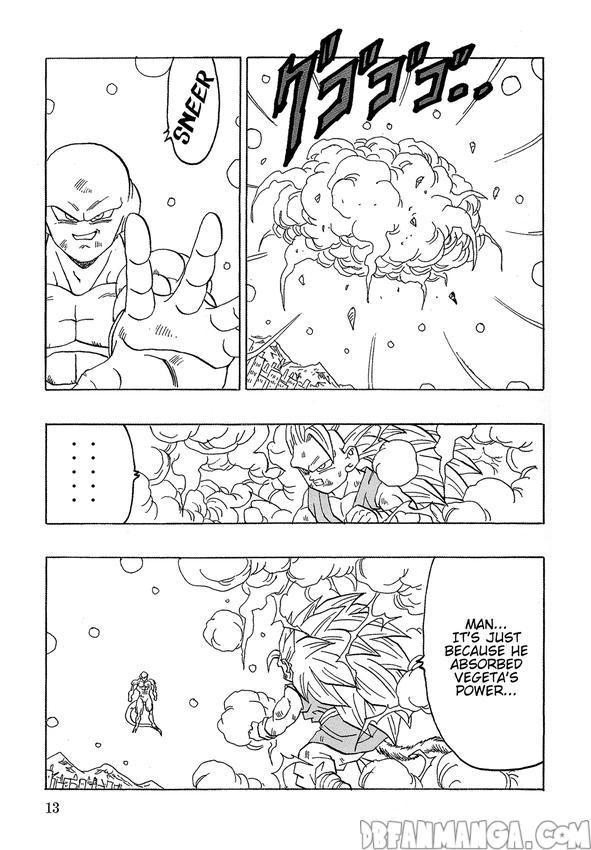 グゴゴゴ..
SNEER
......
MAN...
IT'S JUST
BECAUSE HE
ABSORBED
VEGETA'S
POWER...
13
DBFANMANGA.COM